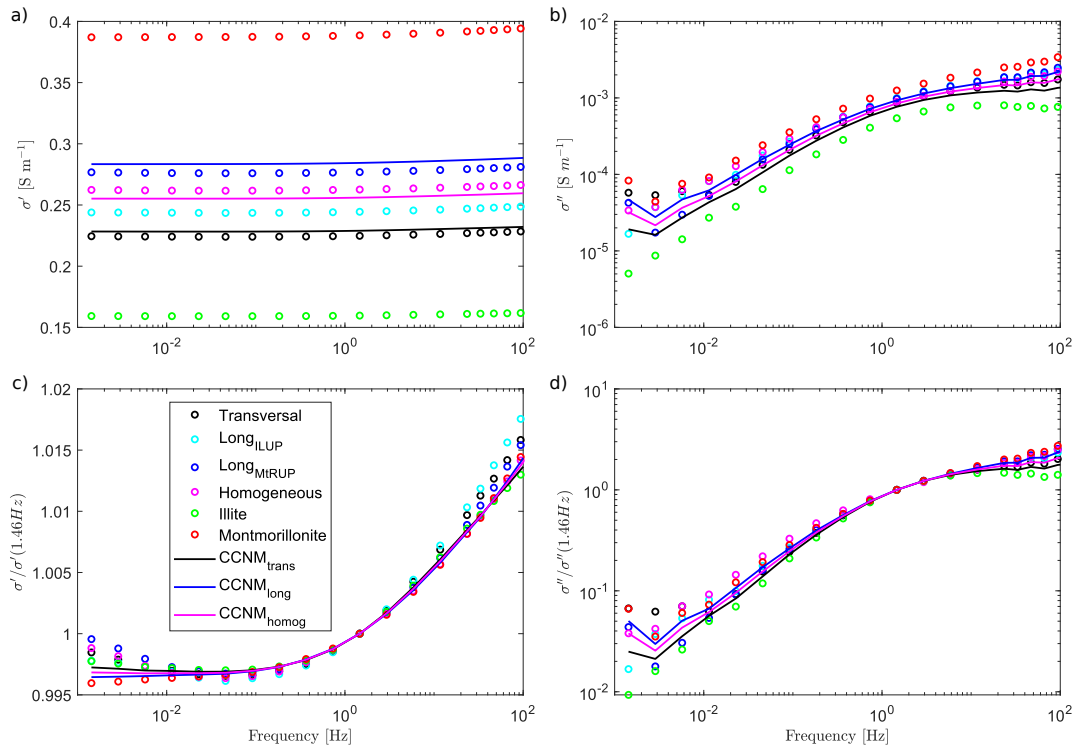 a)
0.4
0.35
0.3
0.25
0.2
0.15
σ′ [S m⁻¹]
10⁻²
10⁰
10²
b)
10⁻²
10⁻³
10⁻⁴
10⁻⁵
10⁻⁶
σ″ [S m⁻¹]
10⁻²
10⁰
10²
c)
1.02
1.015
1.01
1.005
1
0.995
σ′/σ′(1.46Hz)
Transversal
Long_ILUP
Long_MtRUP
Homogeneous
Illite
Montmorillonite
CCNM_trans
CCNM_long
CCNM_homog
10⁻²
10⁰
10²
Frequency [Hz]
d)
10¹
10⁰
10⁻¹
10⁻²
σ″/σ″(1.46Hz)
10⁻²
10⁰
10²
Frequency [Hz]